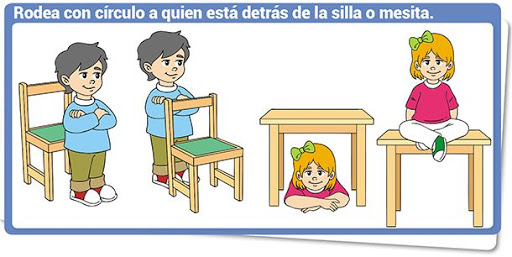 Rodea con círculo a quien está detrás de la silla o mesita.